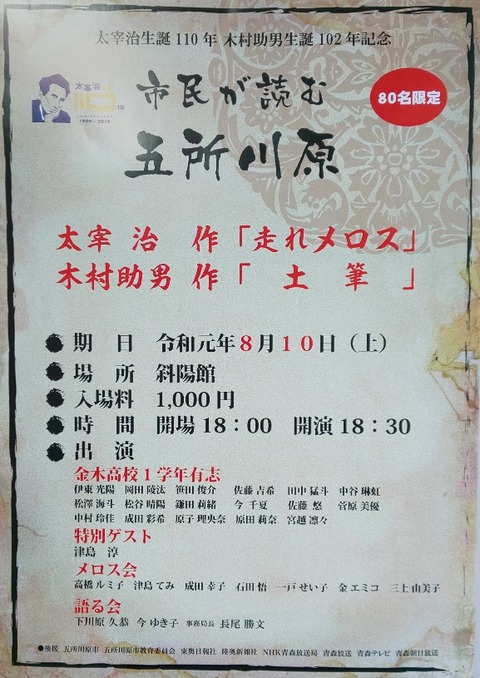 太宰治生誕110年 木村助男生誕102年記念
太宰治
1909-2019
市民が読む
80名限定
五所川原
太宰 治 作「走れメロス」
木村助男 作「土筆」
● 期日 令和元年8月10日（土）
● 場所 斜陽館
● 入場料 1,000円
● 時間 開場18：00 開演18：30
● 出演
金木高校1学年有志
伊東 光陽 岡田 陵汰 笹田 俊介 佐藤 吉希 田中 猛斗 中谷 琳虹
松澤 海斗 松谷 晴陽 鎌田 莉緒 今 千夏 佐藤 悠 菅原 美優
中村 玲佳 成田 彩希 原子 理央奈 原田 莉奈 宮越 凛々
特別ゲスト
津島 淳
メロス会
高橋 ルミ子 津島 てみ 成田 幸子 石田 悟 一戸 せい子 金 エミコ 三上 由美子
語る会
下川原 久恭 今 ゆき子 事務局長 長尾 勝文
●後援 五所川原市 五所川原市教育委員会 東奥日報社 陸奥新報社 NHK青森放送局 青森放送 青森テレビ 青森朝日放送